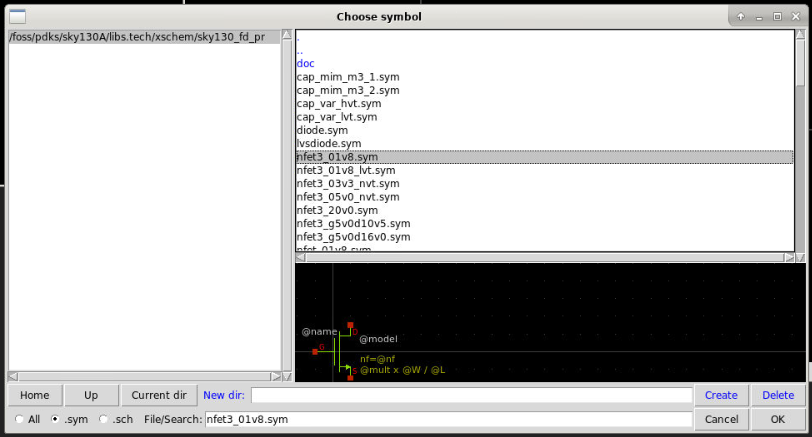 Choose symbol
/foss/pdks/sky130A/libs.tech/xschem/sky130_fd_pr
.
..
doc
cap_mim_m3_1.sym
cap_mim_m3_2.sym
cap_var_hvt.sym
cap_var_lvt.sym
diode.sym
lvsdiode.sym
nfet3_01v8.sym
nfet3_01v8_lvt.sym
nfet3_03v3_nvt.sym
nfet3_05v0_nvt.sym
nfet3_20v0.sym
nfet3_g5v0d10v5.sym
nfet3_g5v0d16v0.sym
nfet_01v8.sym
@name
D
@model
G
nf=@nf
S
@mult x @W / @L
Home Up Current dir New dir: Create Delete
All .sym .sch File/Search: nfet3_01v8.sym Cancel OK